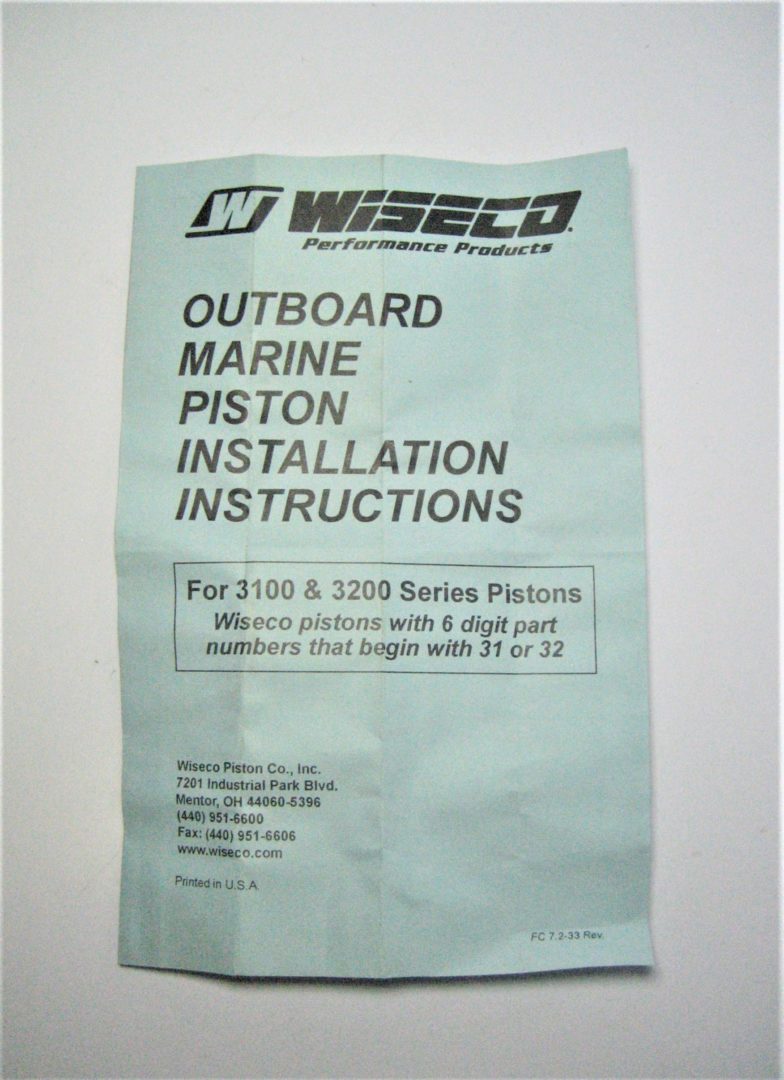 W WISECO.
Performance Products
OUTBOARD
MARINE
PISTON
INSTALLATION
INSTRUCTIONS
For 3100 & 3200 Series Pistons
Wiseco pistons with 6 digit part
numbers that begin with 31 or 32
Wiseco Piston Co., Inc.
7201 Industrial Park Blvd.
Mentor, OH 44060-5396
(440) 951-6600
Fax: (440) 951-6606
www.wiseco.com
Printed in U.S.A.
FC 7.2-33 Rev.